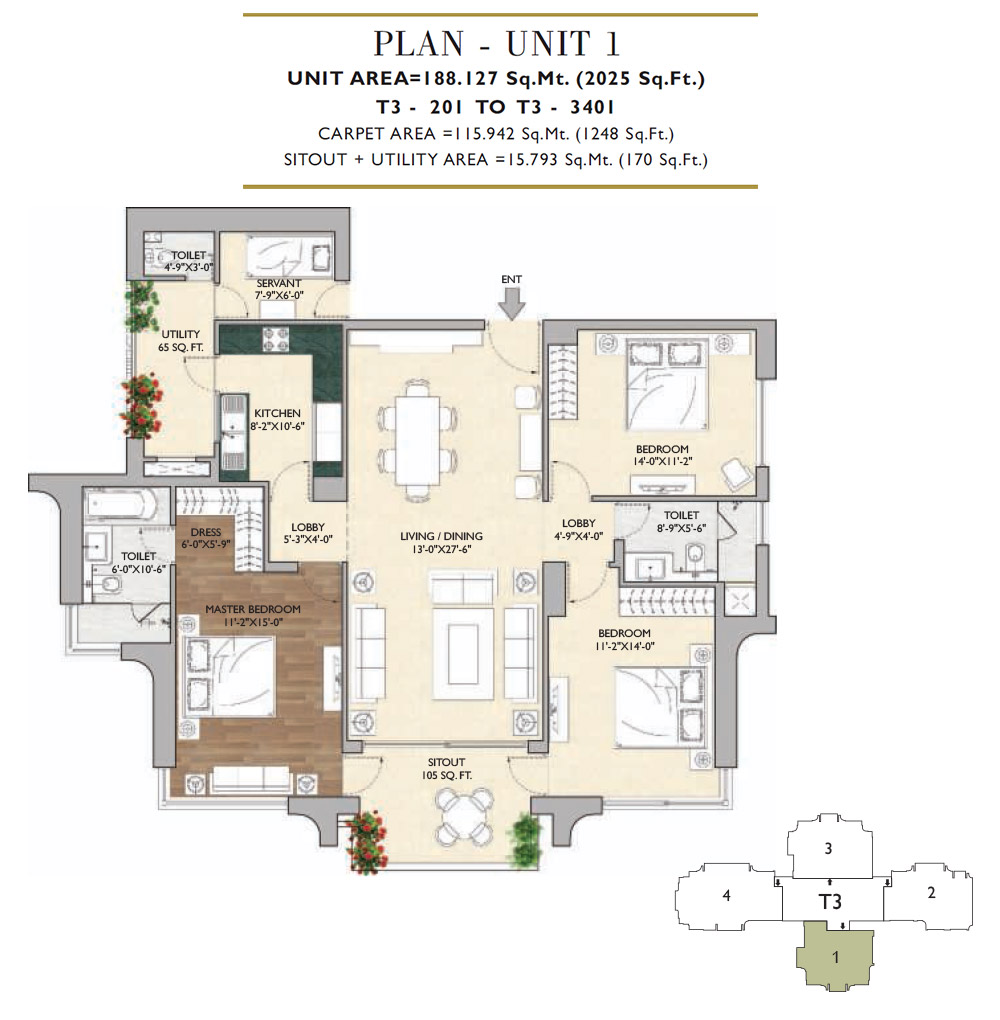 PLAN - UNIT 1
UNIT AREA=188.127 Sq.Mt. (2025 Sq.Ft.)
T3 - 201 TO T3 - 3401
CARPET AREA =115.942 Sq.Mt. (1248 Sq.Ft.)
SITOUT + UTILITY AREA =15.793 Sq.Mt. (170 Sq.Ft.)
TOILET
4'-9"X3'-0"
SERVANT
7'-9"X6'-0"
ENT
UTILITY
65 SQ. FT.
KITCHEN
8'-2"X10'-6"
BEDROOM
14'-0"X11'-2"
DRESS
6'-0"X5'-9"
LOBBY
5'-3"X4'-0"
LIVING / DINING
13'-0"X27'-6"
LOBBY
4'-9"X4'-0"
TOILET
8'-9"X5'-6"
TOILET
6'-0"X10'-6"
MASTER BEDROOM
11'-2"X15'-0"
BEDROOM
11'-2"X14'-0"
SITOUT
105 SQ. FT.
3
4
T3
2
1